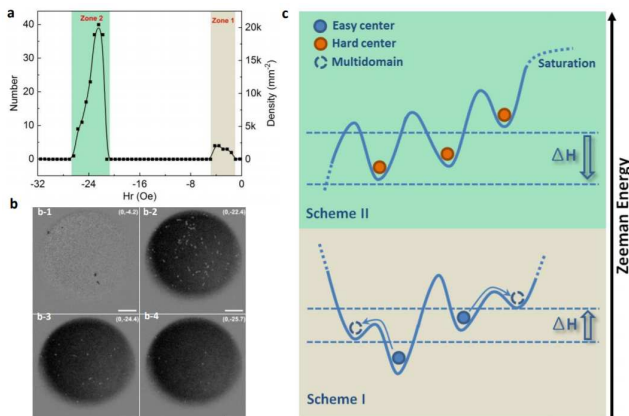 a
Zone 2
Zone 1
Number
Density (mm⁻²)
40
30
20
10
0
20k
15k
10k
5k
0
-32 -24 -16 -8 0
Hr (Oe)
b
b-1 (0,-4.2)
b-2 (0,-22.4)
b-3 (0,-24.4)
b-4 (0,-25.7)
c
Easy center
Hard center
Multidomain
Saturation
ΔH
Scheme II
ΔH
Scheme I
Zeeman Energy